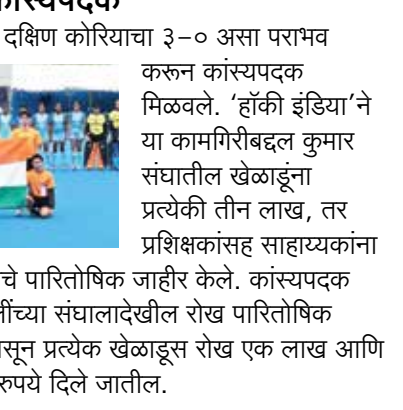 कांस्यपदक
दक्षिण कोरियाचा ३–० असा पराभव
करून कांस्यपदक
मिळवले. ‘हॉकी इंडिया’ने
या कामगिरीबद्दल कुमार
संघातील खेळाडूंना
प्रत्येकी तीन लाख, तर
प्रशिक्षकांसह साहाय्यकांना
चे पारितोषिक जाहीर केले. कांस्यपदक
संघालादेखील रोख पारितोषिक
प्रत्येक खेळाडूस रोख एक लाख आणि
रुपये दिले जातील.